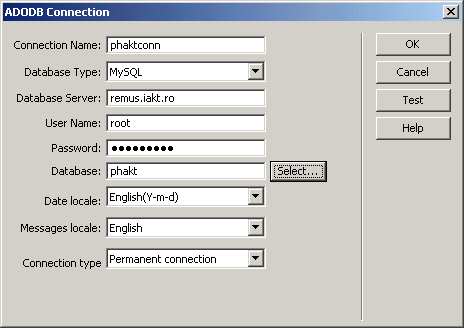 ADODB Connection
Connection Name: phaktconn
Database Type: MySQL
Database Server: remus.iakt.ro
User Name: root
Password: ●●●●●●●●●
Database: phakt Select...
Date locale: English(Y-m-d)
Messages locale: English
Connection type Permanent connection
OK
Cancel
Test
Help